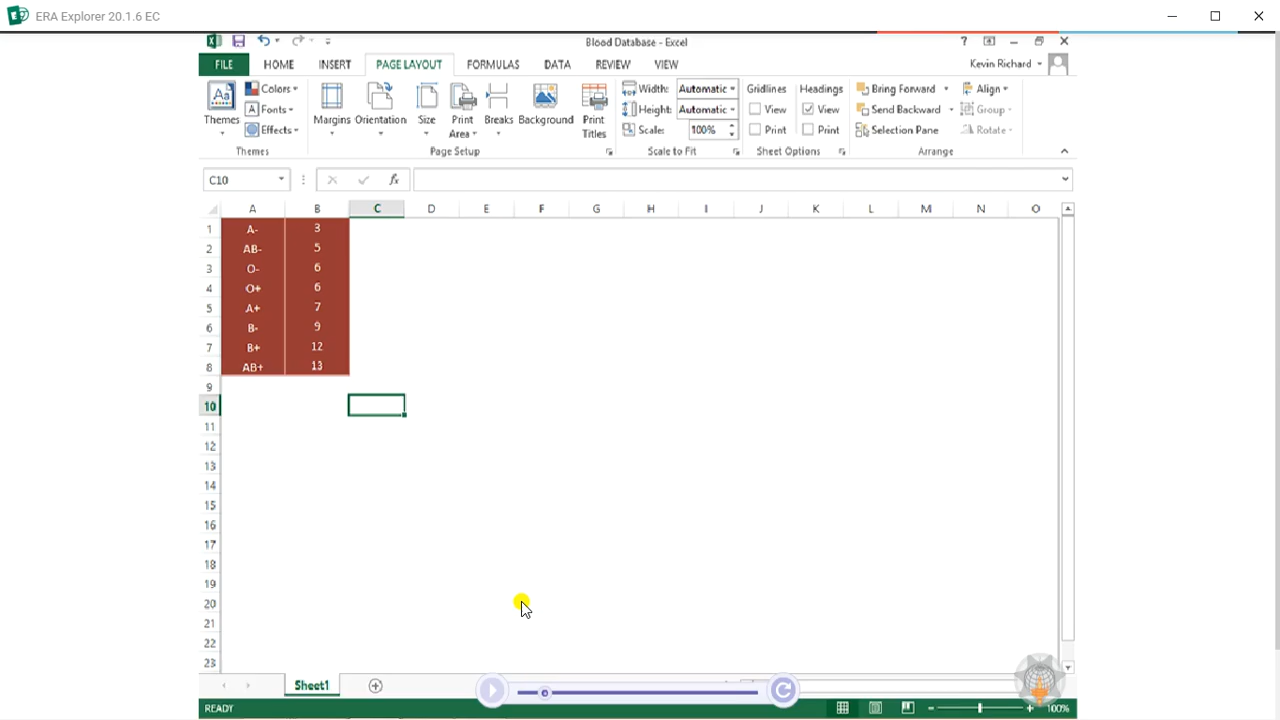 ERA Explorer 20.1.6 EC
Blood Database - Excel
FILE HOME INSERT PAGE LAYOUT FORMULAS DATA REVIEW VIEW Kevin Richard
Colors Width: Automatic Gridlines Headings Bring Forward Align
Fonts Height: Automatic View View Send Backward Group
Themes Margins Orientation Size Print Area Breaks Background Print Titles
Effects Scale: 100% Print Print Selection Pane Rotate
Themes Page Setup Scale to Fit Sheet Options Arrange
C10 fx
A B C D E F G H I J K L M N O
1 A- 3
2 AB- 5
3 O- 6
4 O+ 6
5 A+ 7
6 B- 9
7 B+ 12
8 AB+ 13
9
10
11
12
13
14
15
16
17
18
19
20
21
22
23
Sheet1
READY 100%